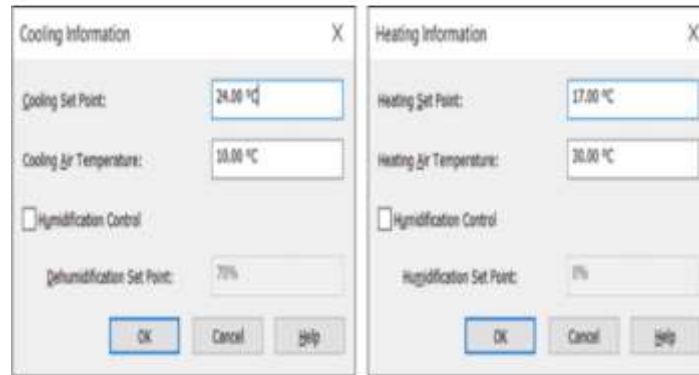 Cooling Information X
Cooling Set Point: 24.00 °C
Cooling Air Temperature: 10.00 °C
Humidification Control
Dehumidification Set Point: 70%
OK Cancel Help
Heating Information X
Heating Set Point: 17.00 °C
Heating Air Temperature: 30.00 °C
Humidification Control
Humidification Set Point: 0%
OK Cancel Help